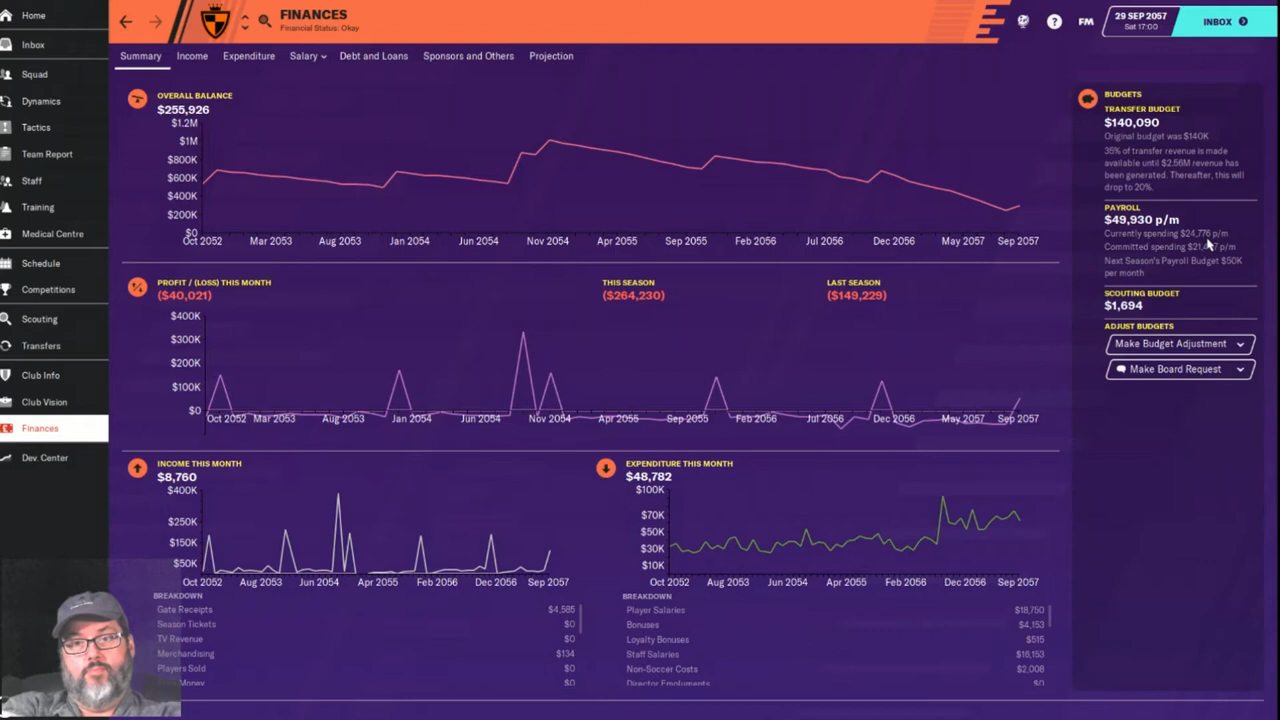 Home
FINANCES
Financial Status: Okay
FM
29 SEP 2057
Sat 17:00
INBOX
Inbox
Squad
Dynamics
Tactics
Team Report
Staff
Training
Medical Centre
Schedule
Competitions
Scouting
Transfers
Club Info
Club Vision
Finances
Dev. Center
Summary Income Expenditure Salary Debt and Loans Sponsors and Others Projection
OVERALL BALANCE
$255,926
$1.2M
$1M
$800K
$600K
$400K
$200K
$0
Oct 2052 Mar 2053 Aug 2053 Jan 2054 Jun 2054 Nov 2054 Apr 2055 Sep 2055 Feb 2056 Jul 2056 Dec 2056 May 2057 Sep 2057
PROFIT / (LOSS) THIS MONTH
($40,021)
THIS SEASON
($264,230)
LAST SEASON
($149,229)
$400K
$300K
$200K
$100K
$0
Oct 2052 Mar 2053 Aug 2053 Jan 2054 Jun 2054 Nov 2054 Apr 2055 Sep 2055 Feb 2056 Jul 2056 Dec 2056 May 2057 Sep 2057
INCOME THIS MONTH
$8,760
$400K
$250K
$150K
$50K
Oct 2052 Aug 2053 Jun 2054 Apr 2055 Feb 2056 Dec 2056 Sep 2057
BREAKDOWN
Gate Receipts $4,585
Season Tickets $0
TV Revenue $0
Merchandising $134
Players Sold $0
Money $0
EXPENDITURE THIS MONTH
$48,782
$100K
$70K
$50K
$30K
$10K
Oct 2052 Aug 2053 Jun 2054 Apr 2055 Feb 2056 Dec 2056 Sep 2057
BREAKDOWN
Player Salaries $18,750
Bonuses $4,153
Loyalty Bonuses $515
Staff Salaries $16,153
Non-Soccer Costs $2,008
Director Emoluments $0
BUDGETS
TRANSFER BUDGET
$140,090
Original budget was $140K
35% of transfer revenue is made
available until $2.56M revenue has
been generated. Thereafter, this will
drop to 20%.
PAYROLL
$49,930 p/m
Currently spending $24,776 p/m
Committed spending p/m
Next Season's Payroll Budget $50K
per month
SCOUTING BUDGET
$1,694
ADJUST BUDGETS
Make Budget Adjustment
Make Board Request